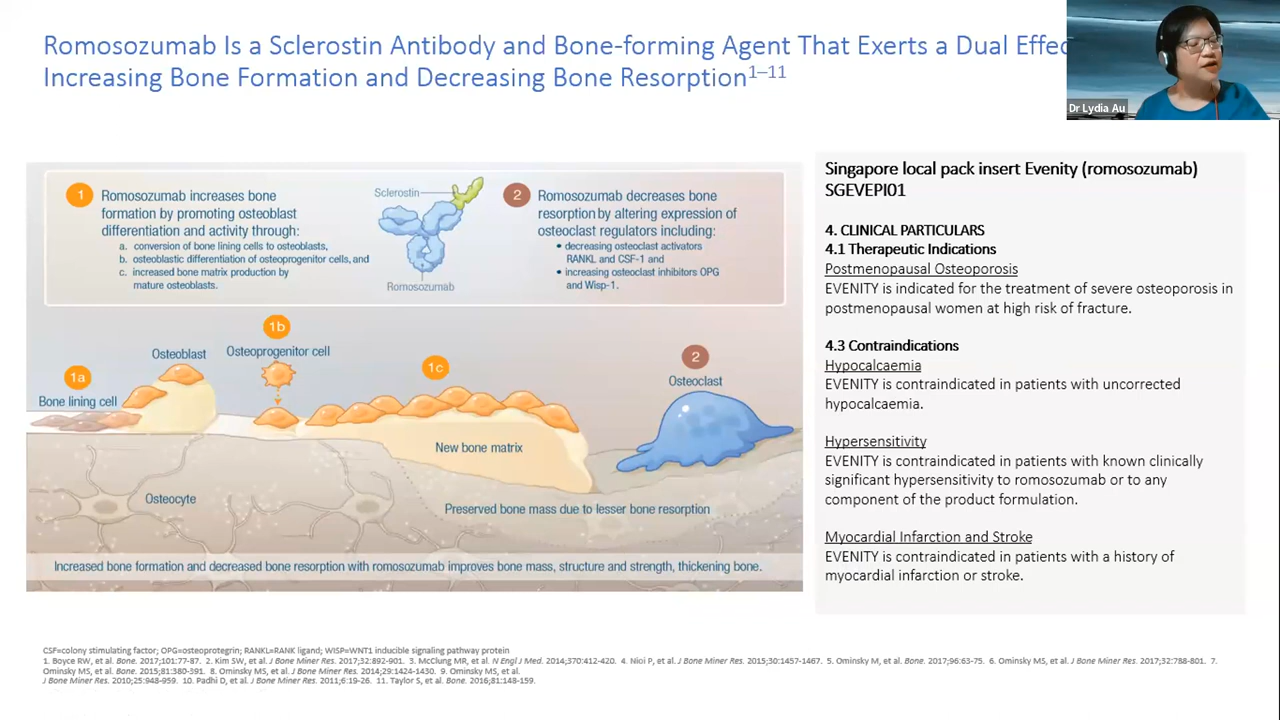 Romosozumab Is a Sclerostin Antibody and Bone-forming Agent That Exerts a Dual
Increasing Bone Formation and Decreasing Bone Resorption1–11
Dr Lydia Au
1
Romosozumab increases bone
formation by promoting osteoblast
differentiation and activity through:
a. conversion of bone lining cells to osteoblasts,
b. osteoblastic differentiation of osteoprogenitor cells, and
c. increased bone matrix production by
mature osteoblasts.
Sclerostin
Romosozumab
2
Romosozumab decreases bone
resorption by altering expression of
osteoclast regulators including:
• decreasing osteoclast activators
RANKL and CSF-1 and
• increasing osteoclast inhibitors OPG
and Wisp-1.
1a
Bone lining cell
Osteoblast
1b
Osteoprogenitor cell
1c
2
Osteoclast
New bone matrix
Osteocyte
Preserved bone mass due to lesser bone resorption
Increased bone formation and decreased bone resorption with romosozumab improves bone mass, structure and strength, thickening bone.
Singapore local pack insert Evenity (romosozumab)
SGEVEPI01
4. CLINICAL PARTICULARS
4.1 Therapeutic Indications
Postmenopausal Osteoporosis
EVENITY is indicated for the treatment of severe osteoporosis in
postmenopausal women at high risk of fracture.
4.3 Contraindications
Hypocalcaemia
EVENITY is contraindicated in patients with uncorrected
hypocalcaemia.
Hypersensitivity
EVENITY is contraindicated in patients with known clinically
significant hypersensitivity to romosozumab or to any
component of the product formulation.
Myocardial Infarction and Stroke
EVENITY is contraindicated in patients with a history of
myocardial infarction or stroke.
CSF=colony stimulating factor; OPG=osteoprotegrin; RANKL=RANK ligand; WISP=WNT1 inducible signaling pathway protein
1. Boyce RW, et al. Bone. 2017;101:77-87. 2. Kim SW, et al. J Bone Miner Res. 2017;32:892-901. 3. McClung MR, et al. N Engl J Med. 2014;370:412-420. 4. Nioi P, et al. J Bone Miner Res. 2015;30:1457-1467. 5. Ominsky M, et al. Bone. 2017;96:63-75. 6. Ominsky MS, et al. J Bone Miner Res. 2017;32:788-801. 7.
Ominsky MS, et al. Bone. 2015;81:380-391. 8. Ominsky MS, et al. J Bone Miner Res. 2014;29:1424-1430. 9. Ominsky MS, et al.
J Bone Miner Res. 2010;25:948-959. 10. Padhi D, et al. J Bone Miner Res. 2011;6:19-26. 11. Taylor S, et al. Bone. 2016;81:148-159.